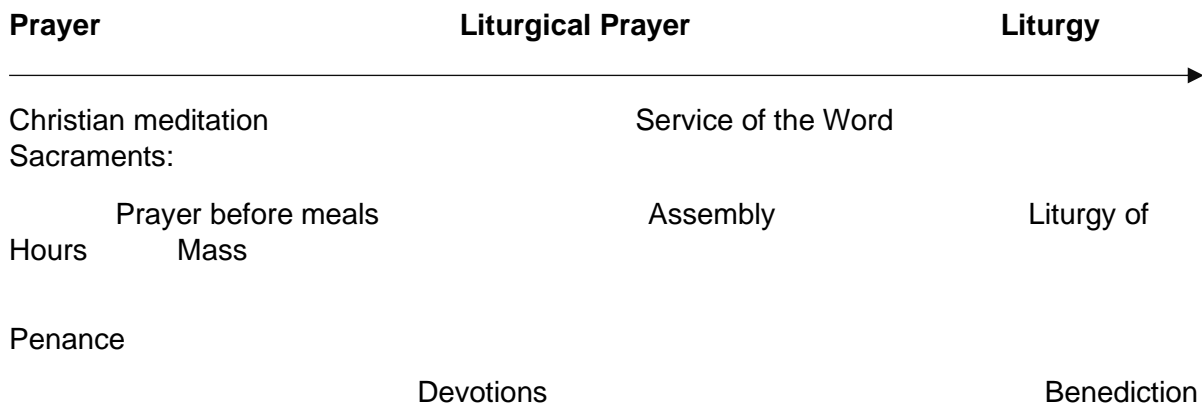 Prayer Liturgical Prayer Liturgy
Christian meditation Service of the Word
Sacraments:
Prayer before meals Assembly Liturgy of
Hours Mass
Penance
Devotions Benediction